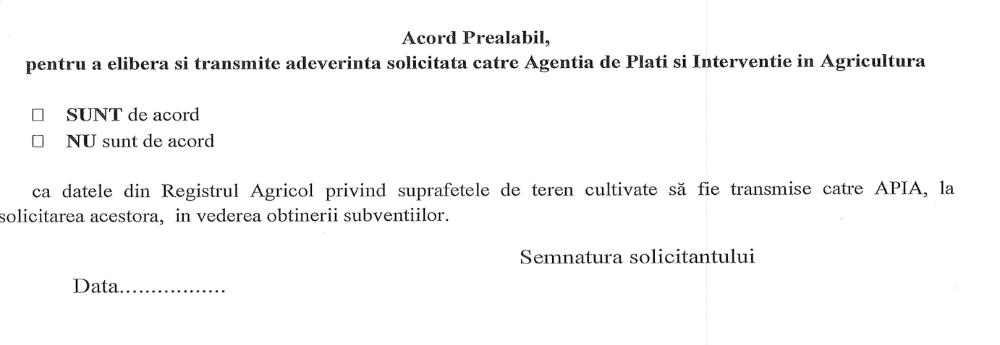 Acord Prealabil,
pentru a elibera si transmite adeverinta solicitata catre Agentia de Plati si Interventie in Agricultura
☐ SUNT de acord
☐ NU sunt de acord
ca datele din Registrul Agricol privind suprafetele de teren cultivate să fie transmise catre APIA, la
solicitarea acestora, in vederea obtinerii subventiilor.
Semnatura solicitantului
Data.................